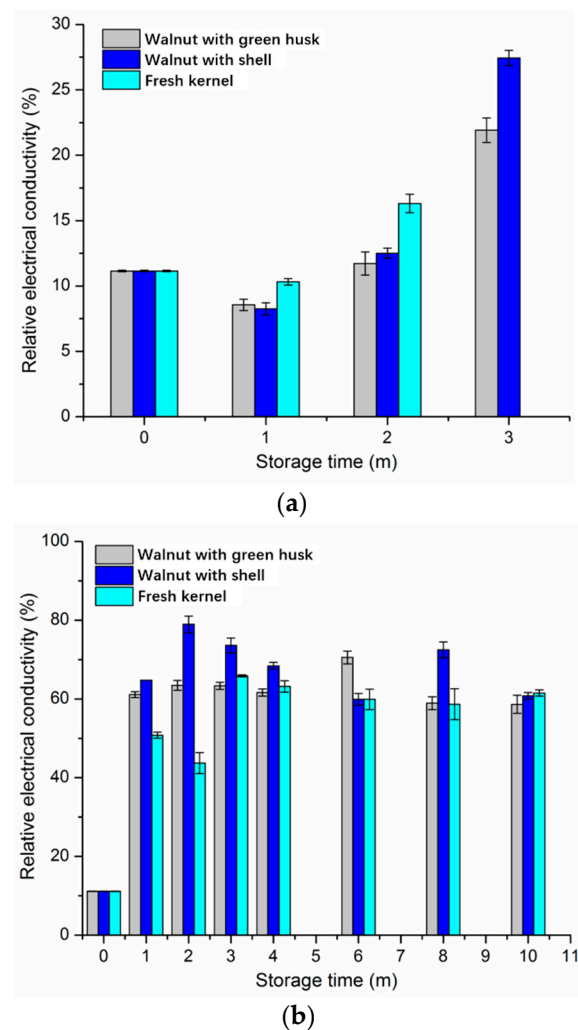 30
25
20
15
10
5
0
Relative electrical conductivity (%)
Walnut with green husk
Walnut with shell
Fresh kernel
0 1 2 3
Storage time (m)
(a)
100
80
60
40
20
0
Relative electrical conductivity (%)
Walnut with green husk
Walnut with shell
Fresh kernel
0 1 2 3 4 5 6 7 8 9 10 11
Storage time (m)
(b)